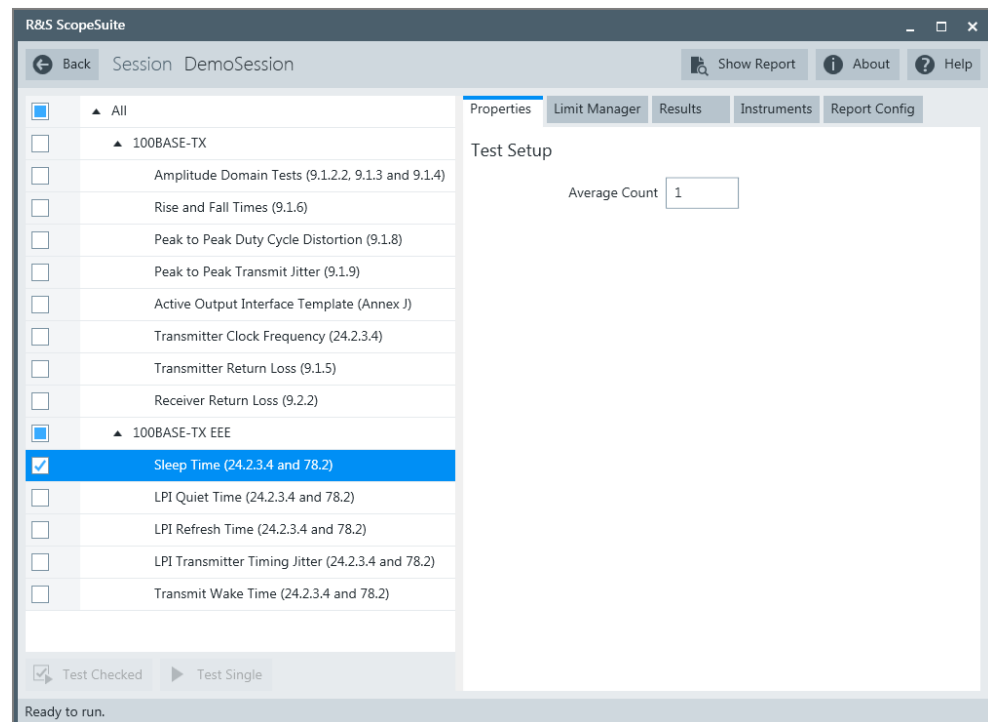 R&S ScopeSuite
Back Session DemoSession Show Report About Help
All
100BASE-TX
Amplitude Domain Tests (9.1.2.2, 9.1.3 and 9.1.4)
Rise and Fall Times (9.1.6)
Peak to Peak Duty Cycle Distortion (9.1.8)
Peak to Peak Transmit Jitter (9.1.9)
Active Output Interface Template (Annex J)
Transmitter Clock Frequency (24.2.3.4)
Transmitter Return Loss (9.1.5)
Receiver Return Loss (9.2.2)
100BASE-TX EEE
Sleep Time (24.2.3.4 and 78.2)
LPI Quiet Time (24.2.3.4 and 78.2)
LPI Refresh Time (24.2.3.4 and 78.2)
LPI Transmitter Timing Jitter (24.2.3.4 and 78.2)
Transmit Wake Time (24.2.3.4 and 78.2)
Test Checked Test Single
Properties Limit Manager Results Instruments Report Config
Test Setup
Average Count 1
Ready to run.